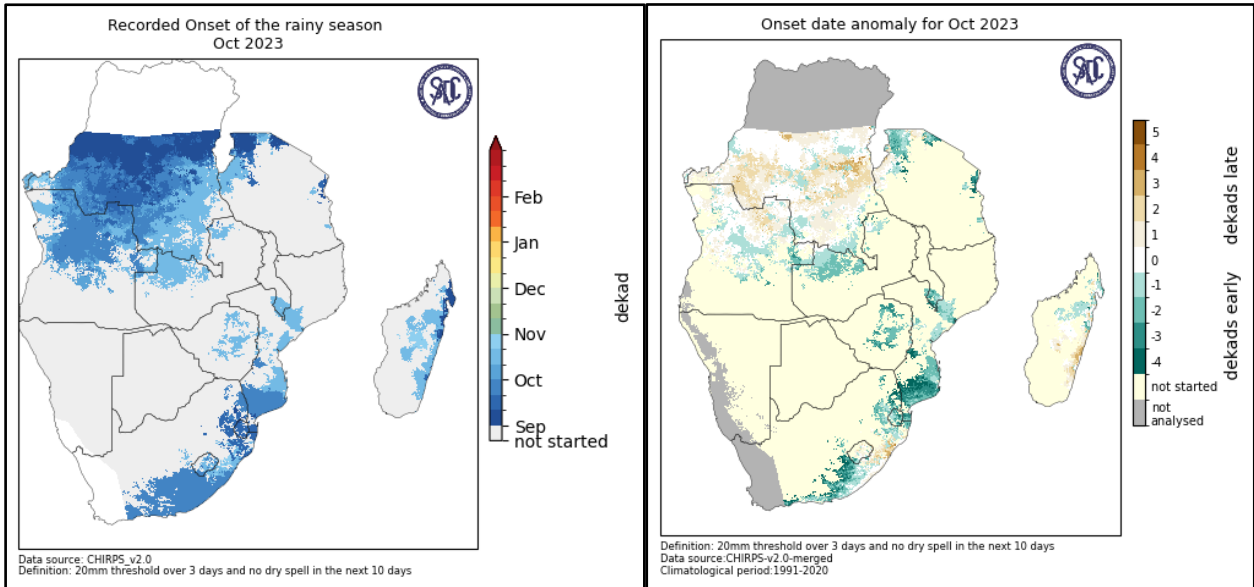 Recorded Onset of the rainy season
Oct 2023
SADC
Feb
Jan
Dec
Nov
Oct
Sep
not started
dekad
Data source: CHIRPS_v2.0
Definition: 20mm threshold over 3 days and no dry spell in the next 10 days
Onset date anomaly for Oct 2023
SADC
5
4
3
2
1
0
-1
-2
-3
-4
not started
not
analysed
dekads late
dekads early
Definition: 20mm threshold over 3 days and no dry spell in the next 10 days
Data source:CHIRPS-v2.0-merged
Climatological period:1991-2020